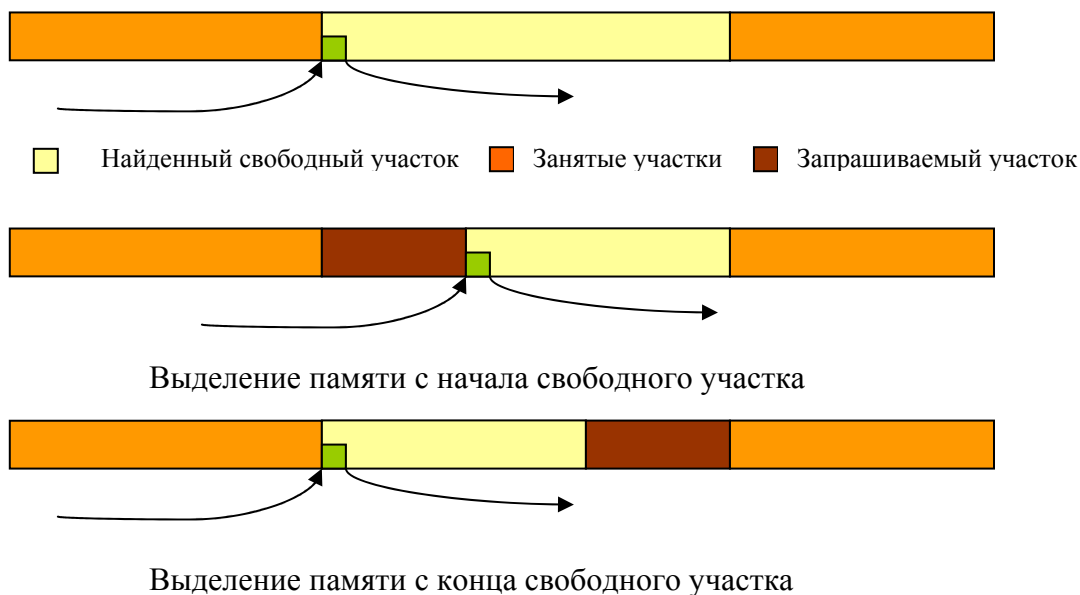 Найденный свободный участок Занятые участки Запрашиваемый участок
Выделение памяти с начала свободного участка
Выделение памяти с конца свободного участка